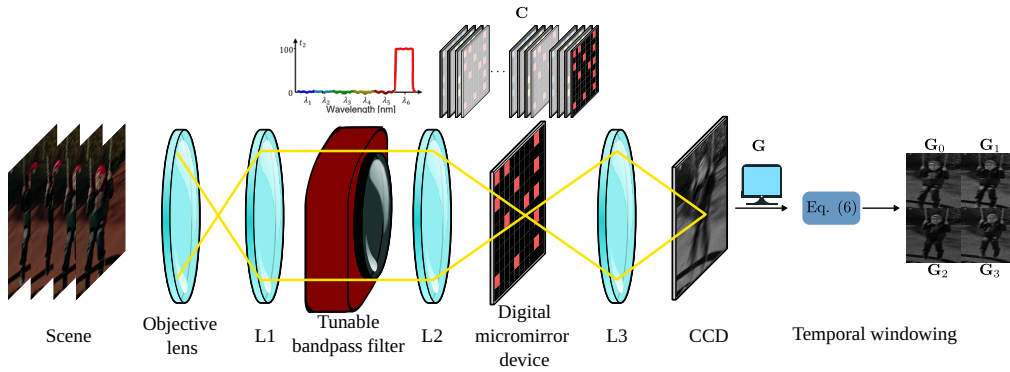 C
t₂
100
0
λ₁ λ₂ λ₃ λ₄ λ₅ λ₆
Wavelength [nm]
...
G
G₀ G₁
Eq. (6)
G₂ G₃
Scene
Objective
lens
L1
Tunable
bandpass filter
L2
Digital
micromirror
device
L3
CCD
Temporal windowing